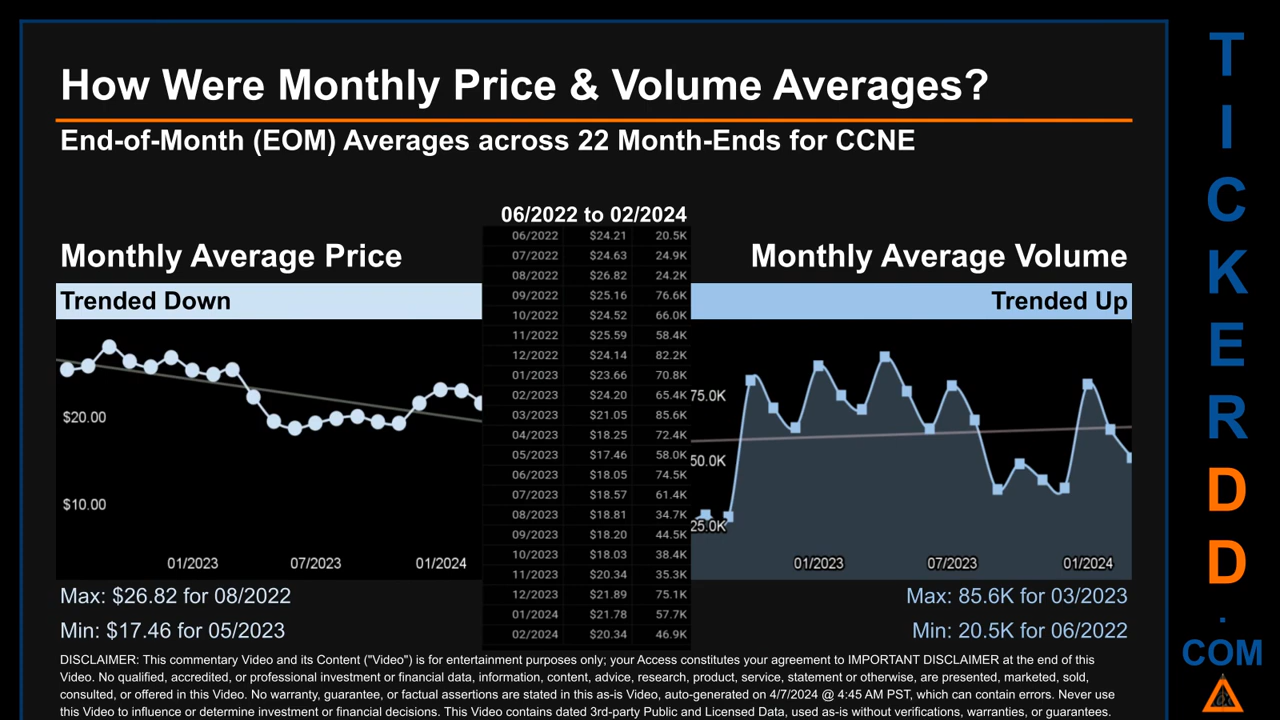 How Were Monthly Price & Volume Averages?
End-of-Month (EOM) Averages across 22 Month-Ends for CCNE
06/2022 to 02/2024
Monthly Average Price
Monthly Average Volume
Trended Down
Trended Up
06/2022 $24.21 20.5K
07/2022 $24.63 24.9K
08/2022 $26.82 24.2K
09/2022 $25.16 76.6K
10/2022 $24.52 66.0K
11/2022 $25.59 58.4K
12/2022 $24.14 82.2K
01/2023 $23.66 70.8K
02/2023 $24.20 65.4K
03/2023 $21.05 85.6K
04/2023 $18.25 72.4K
05/2023 $17.46 58.0K
06/2023 $18.05 74.5K
07/2023 $18.57 61.4K
08/2023 $18.81 34.7K
09/2023 $18.20 44.5K
10/2023 $18.03 38.4K
11/2023 $20.34 35.3K
12/2023 $21.89 75.1K
01/2024 $21.78 57.7K
02/2024 $20.34 46.9K
$20.00
$10.00
01/2023 07/2023 01/2024
75.0K
50.0K
25.0K
01/2023 07/2023 01/2024
Max: $26.82 for 08/2022
Min: $17.46 for 05/2023
Max: 85.6K for 03/2023
Min: 20.5K for 06/2022
DISCLAIMER: This commentary Video and its Content ("Video") is for entertainment purposes only; your Access constitutes your agreement to IMPORTANT DISCLAIMER at the end of this
Video. No qualified, accredited, or professional investment or financial data, information, content, advice, research, product, service, statement or otherwise, are presented, marketed, sold,
consulted, or offered in this Video. No warranty, guarantee, or factual assertions are stated in this as-is Video, auto-generated on 4/7/2024 @ 4:45 AM PST, which can contain errors. Never use
this Video to influence or determine investment or financial decisions. This Video contains dated 3rd-party Public and Licensed Data, used as-is without verifications, warranties, or guarantees.
T
I
C
K
E
R
D
D
.
COM